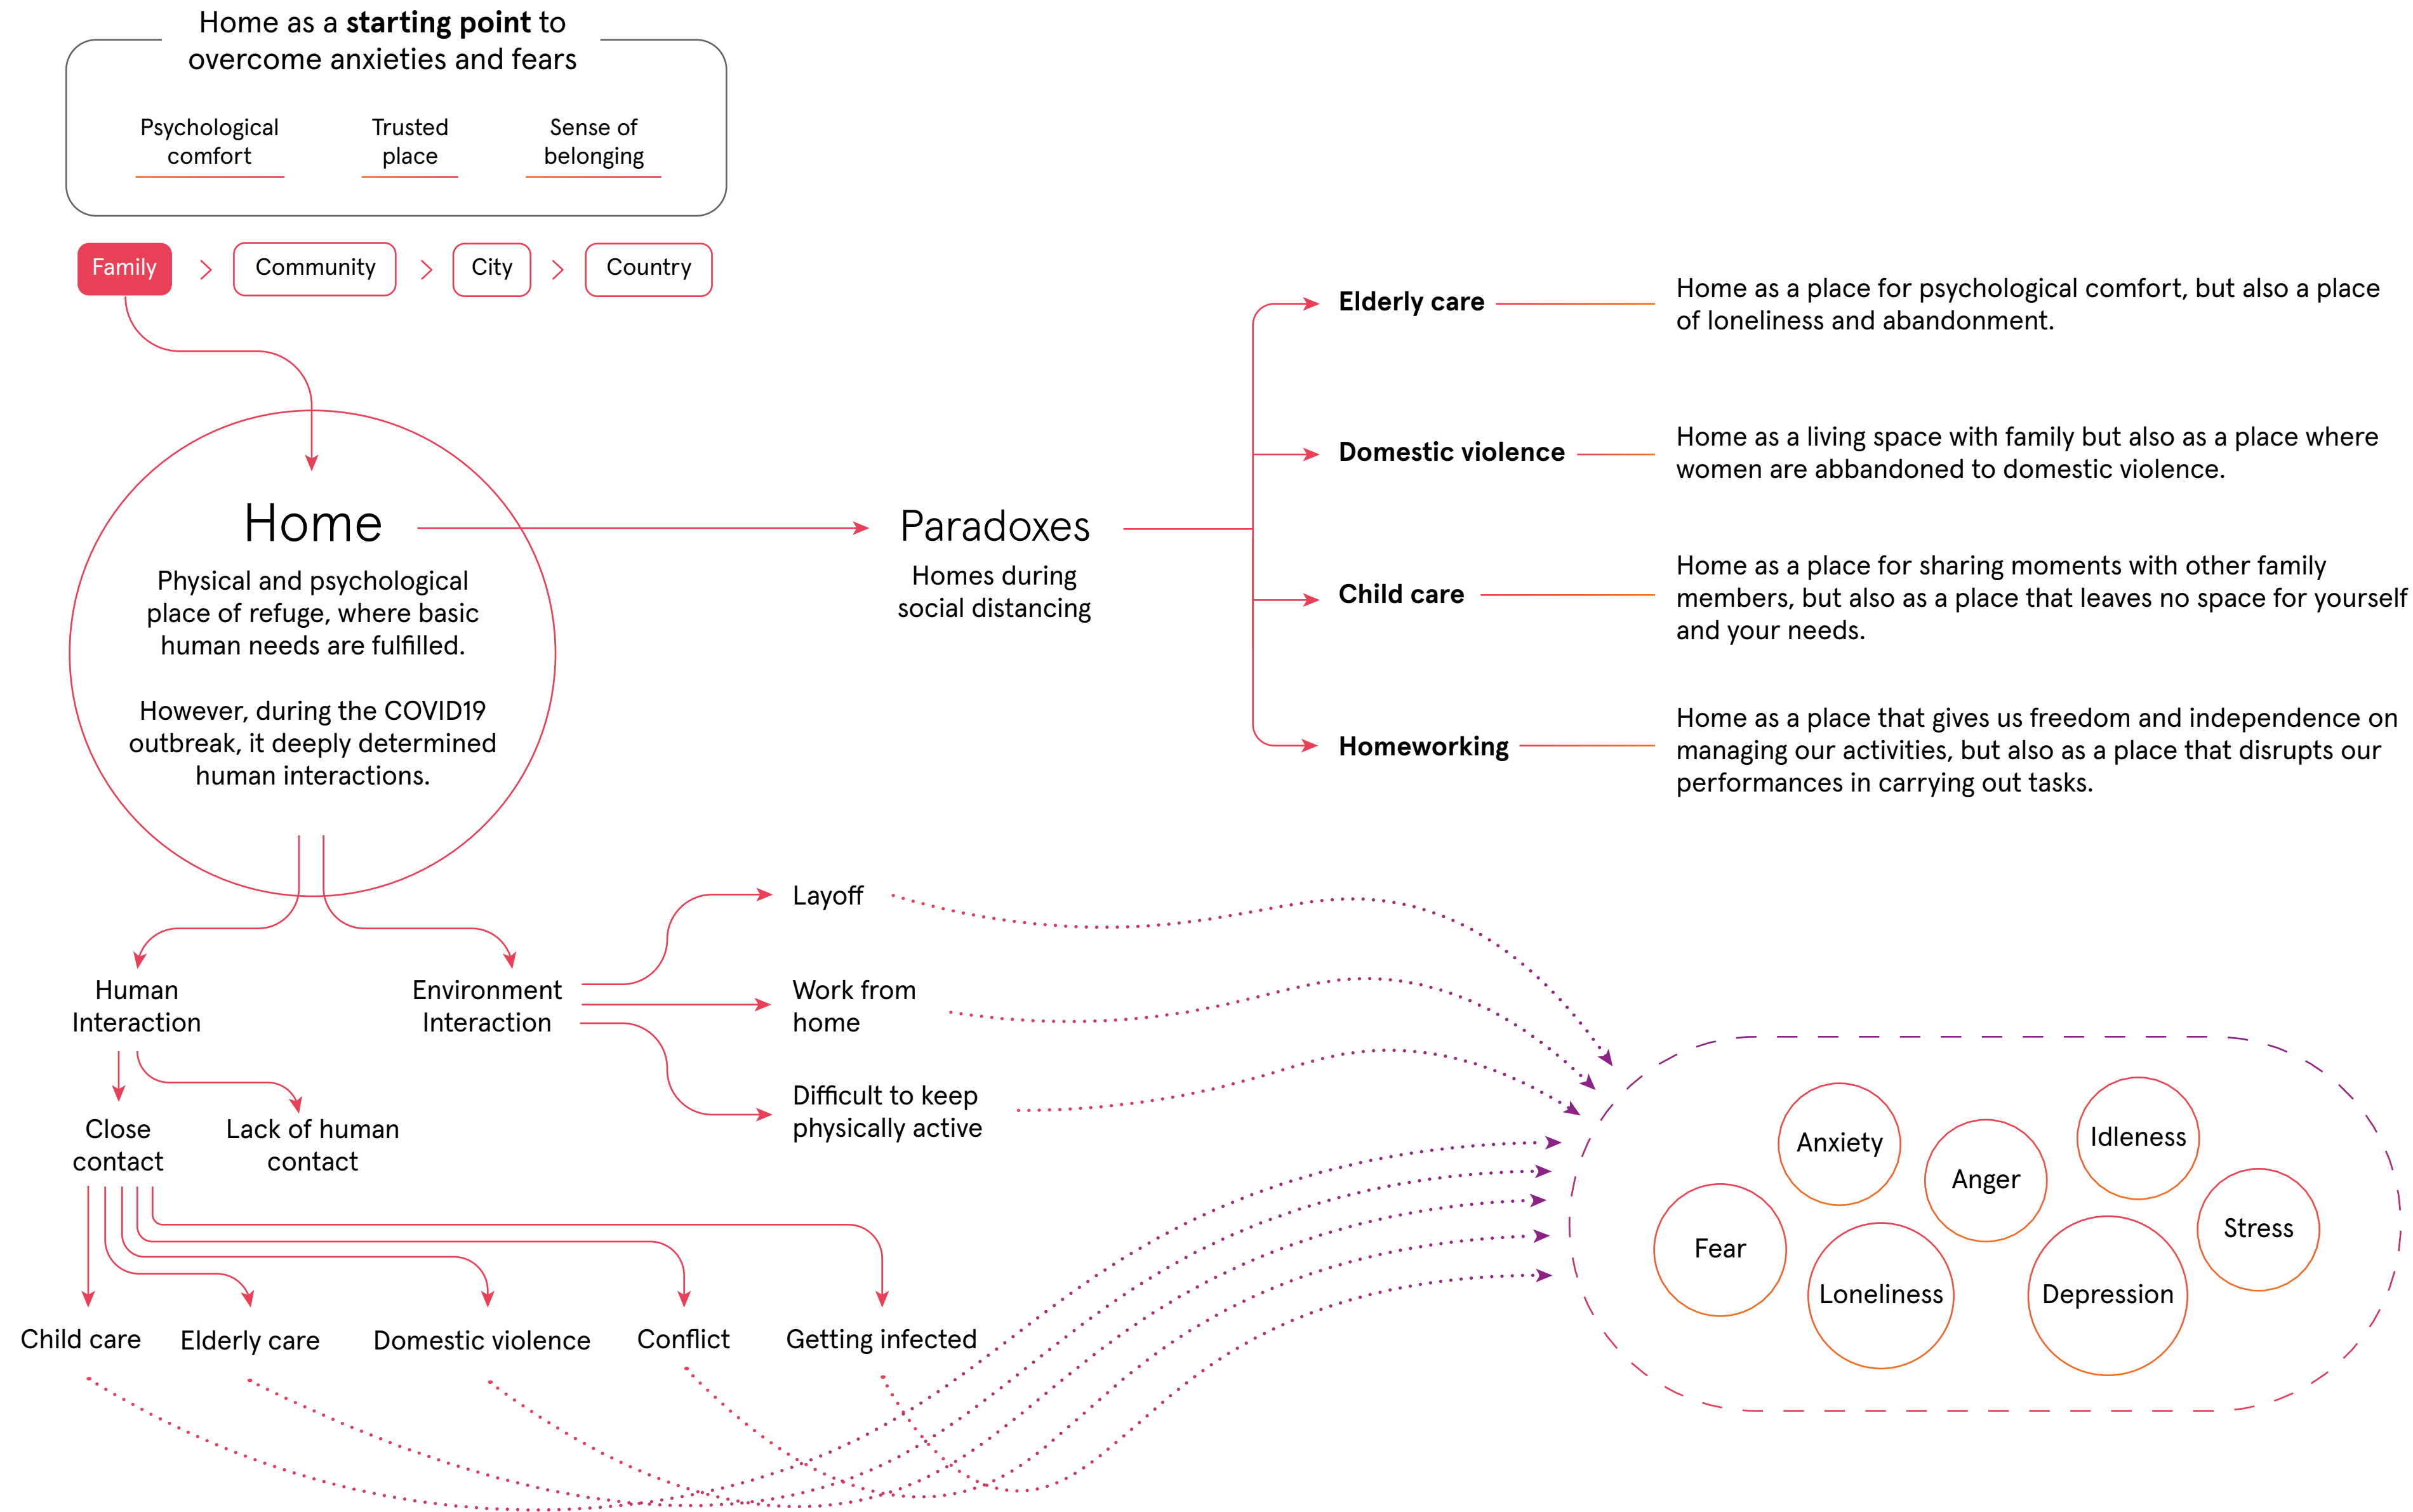 Home as a starting point to
overcome anxieties and fears
Psychological
comfort
Trusted
place
Sense of
belonging
Family
>
Community
>
City
>
Country
Home
Physical and psychological
place of refuge, where basic
human needs are fulfilled.
However, during the COVID19
outbreak, it deeply determined
human interactions.
Paradoxes
Homes during
social distancing
Elderly care
Home as a place for psychological comfort, but also a place
of loneliness and abandonment.
Domestic violence
Home as a living space with family but also as a place where
women are abbandoned to domestic violence.
Child care
Home as a place for sharing moments with other family
members, but also as a place that leaves no space for yourself
and your needs.
Homeworking
Home as a place that gives us freedom and independence on
managing our activities, but also as a place that disrupts our
performances in carrying out tasks.
Human
Interaction
Environment
Interaction
Layoff
Work from
home
Difficult to keep
physically active
Close
contact
Lack of human
contact
Child care
Elderly care
Domestic violence
Conflict
Getting infected
Anxiety
Anger
Idleness
Fear
Loneliness
Depression
Stress